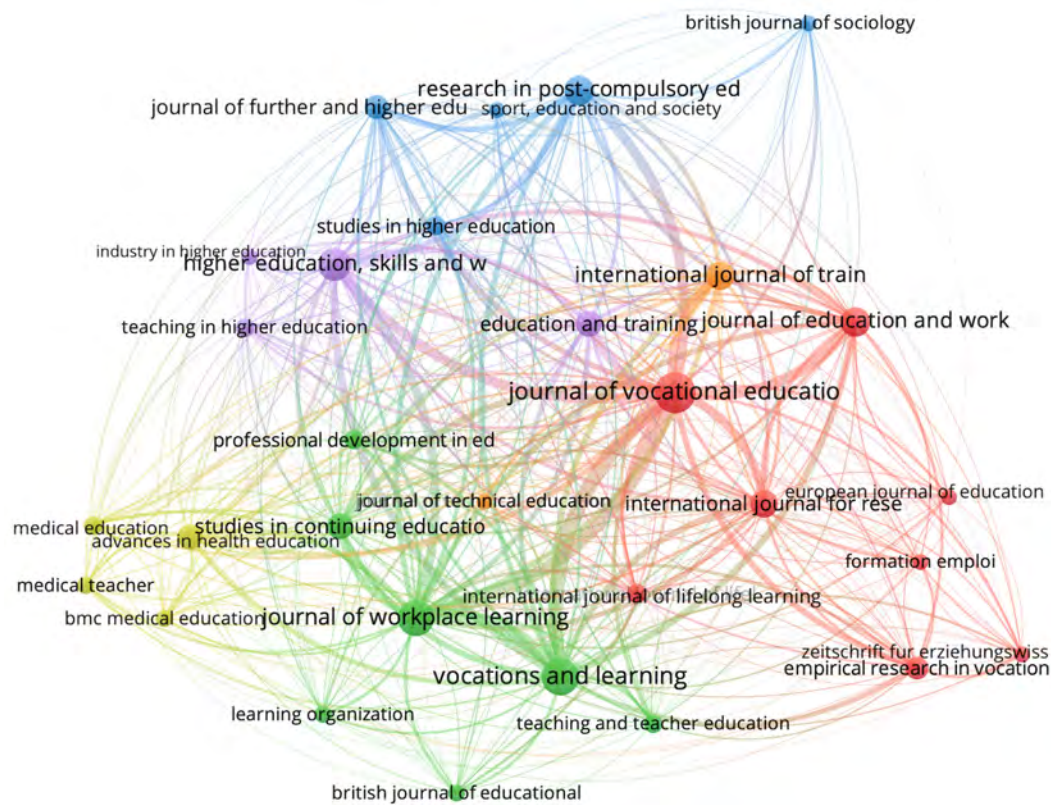 british journal of sociology
research in post-compulsory ed
journal of further and higher edu
sport, education and society
studies in higher education
industry in higher education
higher education, skills and w
international journal of train
teaching in higher education
education and training
journal of education and work
journal of vocational educatio
professional development in ed
european journal of education
journal of technical education
international journal for rese
medical education
studies in continuing educatio
advances in health education
formation emploi
medical teacher
international journal of lifelong learning
bmc medical education
journal of workplace learning
zeitschrift fur erziehungswiss
empirical research in vocation
vocations and learning
learning organization
teaching and teacher education
british journal of educational